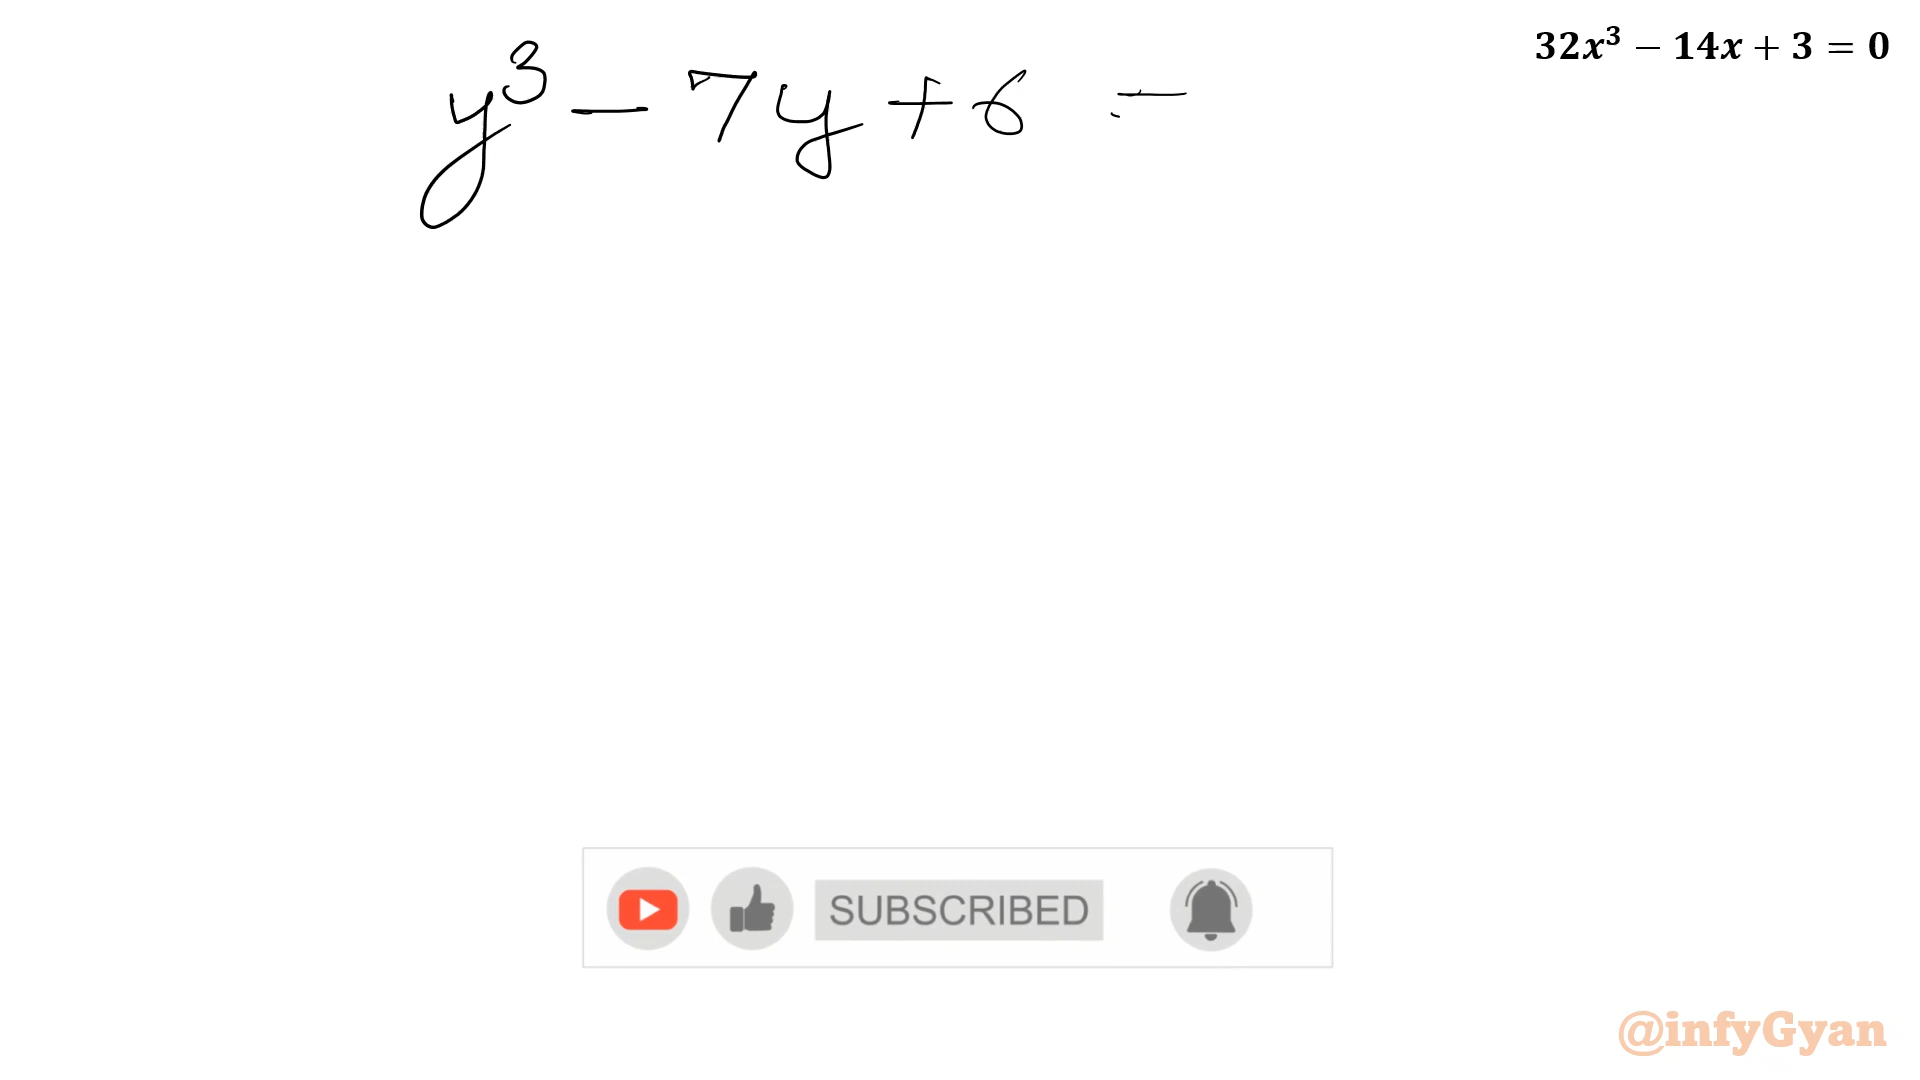 32x³ − 14x + 3 = 0
y³ − 7y + 6 =
SUBSCRIBED
@infyGyan